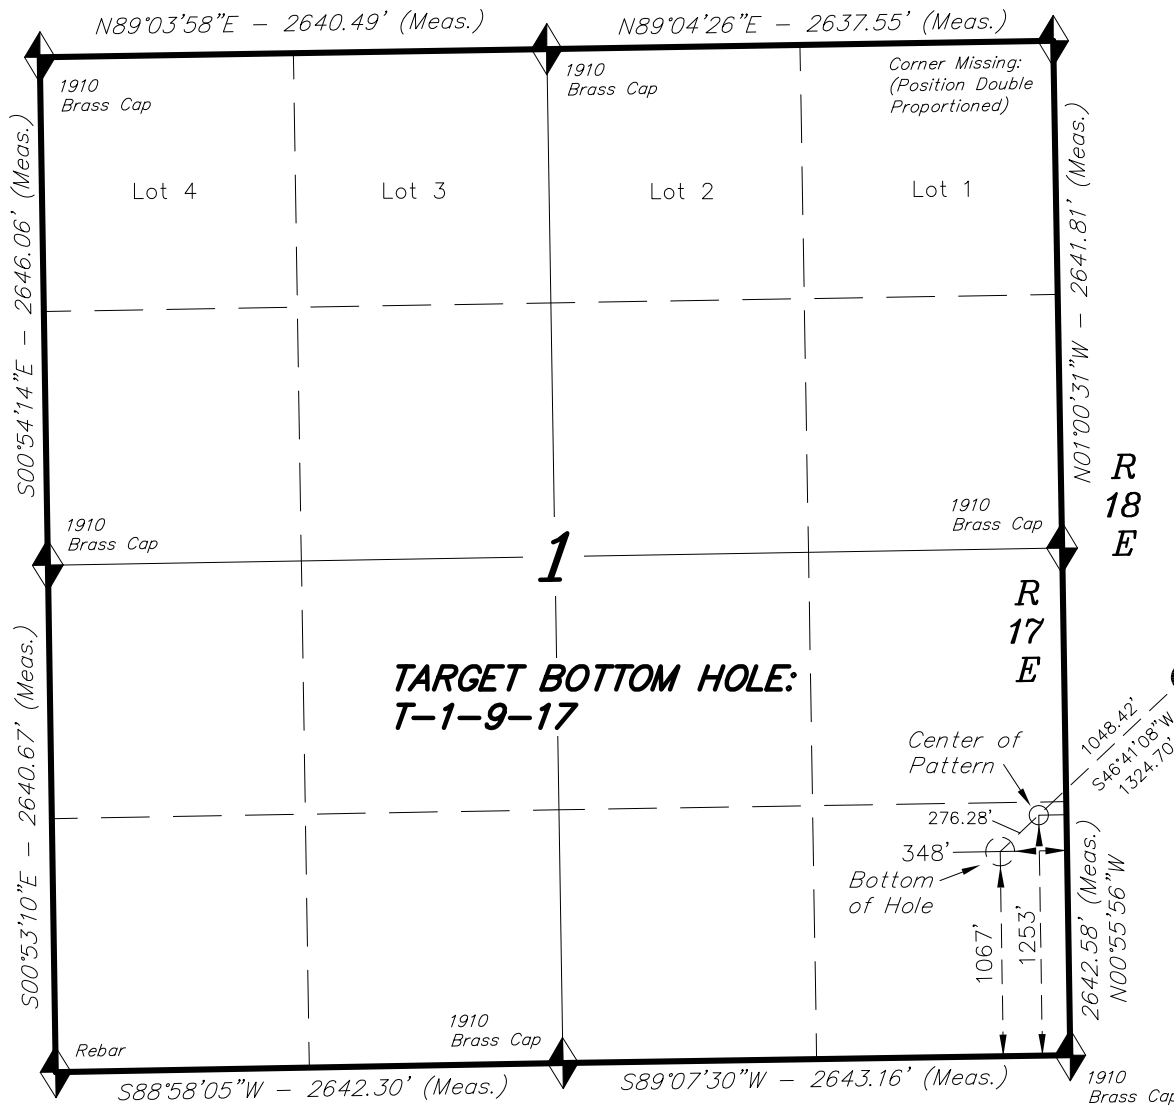 N89°03'58"E - 2640.49' (Meas.)
N89°04'26"E - 2637.55' (Meas.)
1910
Brass Cap
1910
Brass Cap
Corner Missing:
(Position Double
Proportioned)
S00°54'14"E - 2646.06' (Meas.)
N01°00'31"W - 2641.81' (Meas.)
Lot 4
Lot 3
Lot 2
Lot 1
R
18
E
1910
Brass Cap
1910
Brass Cap
1
R
17
E
TARGET BOTTOM HOLE:
T-1-9-17
S00°53'10"E - 2640.67' (Meas.)
1048.42'
S46°41'08"W
1324.70'
Center of
Pattern
276.28'
348'
Bottom
of Hole
1067'
1253'
2642.58' (Meas.)
N00°55'56"W
Rebar
1910
Brass Cap
S88°58'05"W - 2642.30' (Meas.)
S89°07'30"W - 2643.16' (Meas.)
1910
Brass Cap